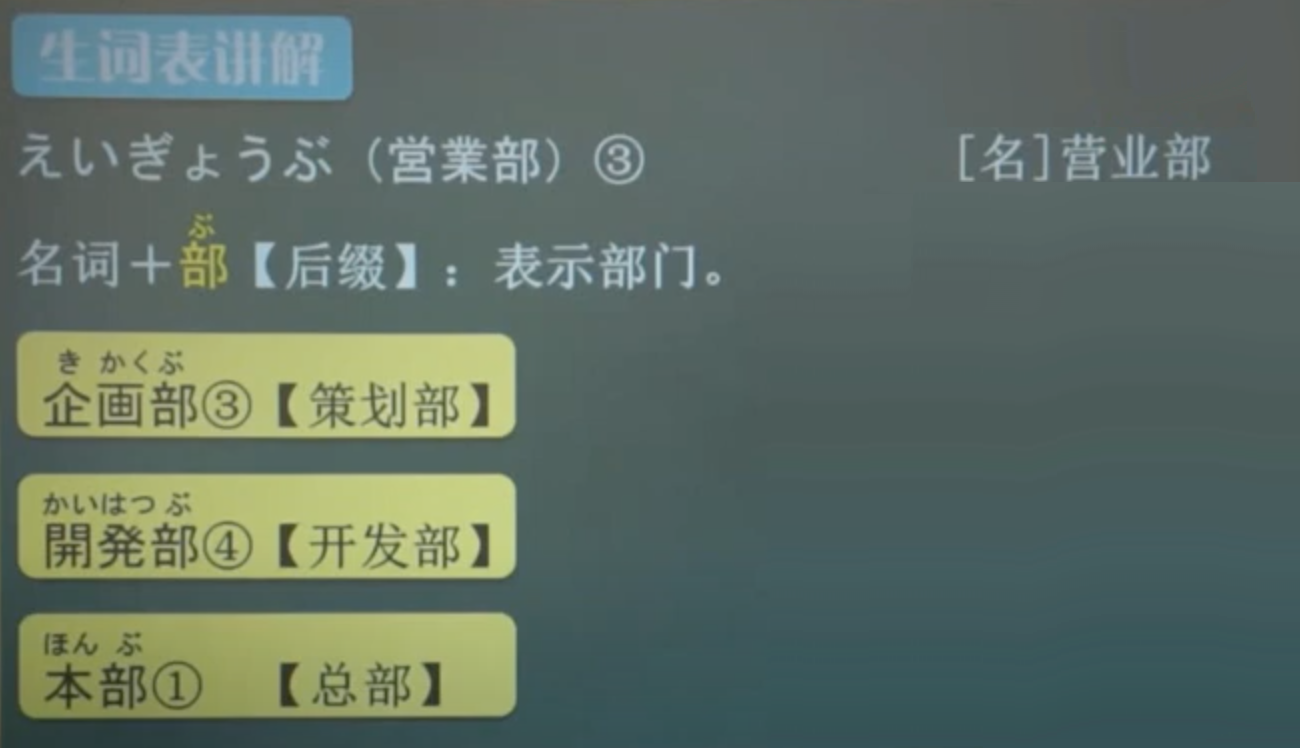 生词表讲解
えいぎょうぶ（営業部）③ [名]营业部
ぶ
名词＋部【后缀】：表示部门。
きかくぶ
企画部③【策划部】
かいはつぶ
開発部④【开发部】
ほんぶ
本部① 【总部】